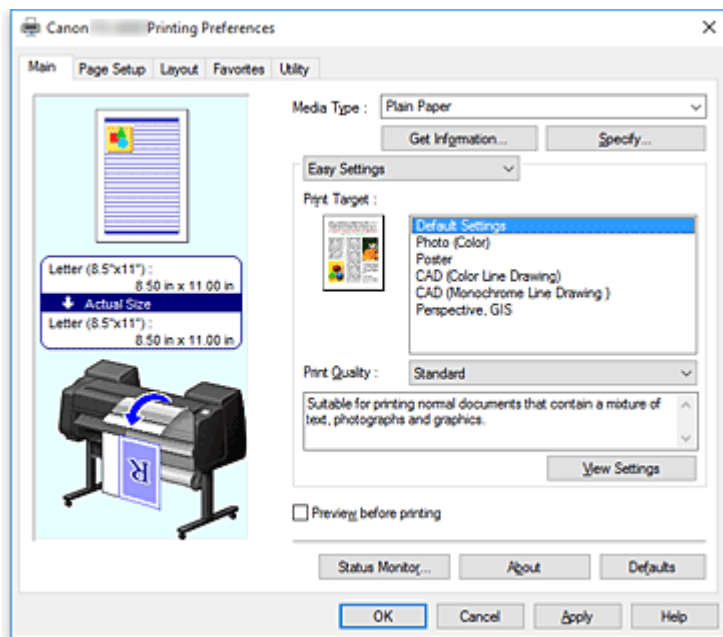 Canon Printing Preferences
Main Page Setup Layout Favorites Utility
Media Type : Plain Paper
Get Information... Specify...
Easy Settings
Print Target :
Default Settings
Photo (Color)
Poster
CAD (Color Line Drawing)
CAD (Monochrome Line Drawing )
Perspective, GIS
Letter (8.5"x11") :
8.50 in x 11.00 in
Actual Size
Letter (8.5"x11") :
8.50 in x 11.00 in
R
Print Quality : Standard
Suitable for printing normal documents that contain a mixture of
text, photographs and graphics.
View Settings
Preview before printing
Status Monitor... About Defaults
OK Cancel Apply Help